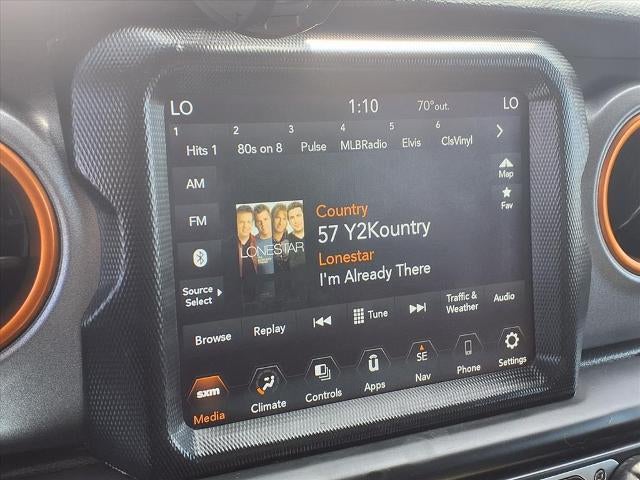 LO 1:10 70°out. LO
1 2 3 4 5 6
Hits 1 80s on 8 Pulse MLBRadio Elvis ClsVinyl
AM
Map
FM
Fav
Country
57 Y2Kountry
LONESTAR
Lonestar
I'm Already There
Source
Select
Browse Replay Tune Traffic & Weather Audio
sxm
Media Climate Controls Apps SE Nav Phone Settings